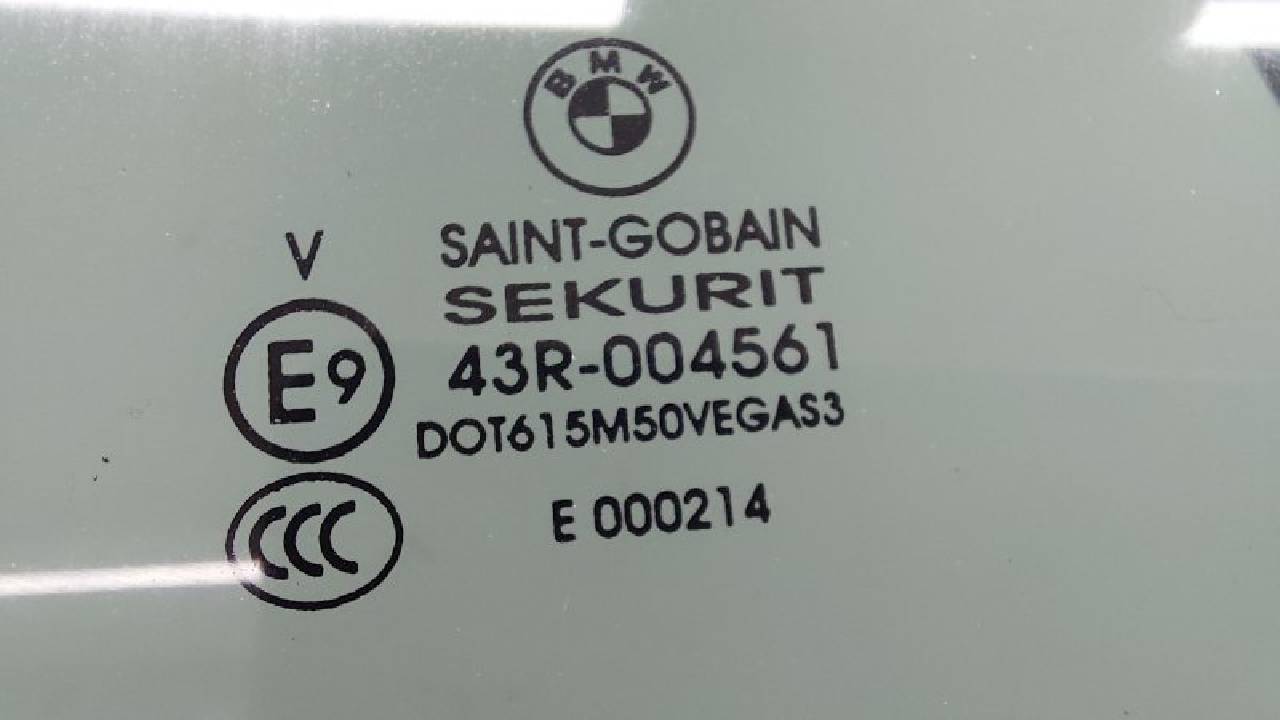 BMW
SAINT-GOBAIN
SEKURIT
V
E9
43R-004561
DOT615M50VEGAS3
CCC
E 000214